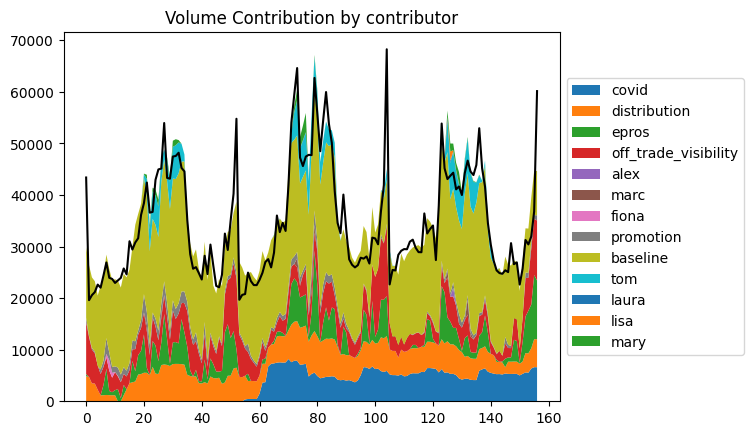 Volume Contribution by contributor
70000
60000
50000
40000
30000
20000
10000
0
0 20 40 60 80 100 120 140 160
covid
distribution
epros
off_trade_visibility
alex
marc
fiona
promotion
baseline
tom
laura
lisa
mary